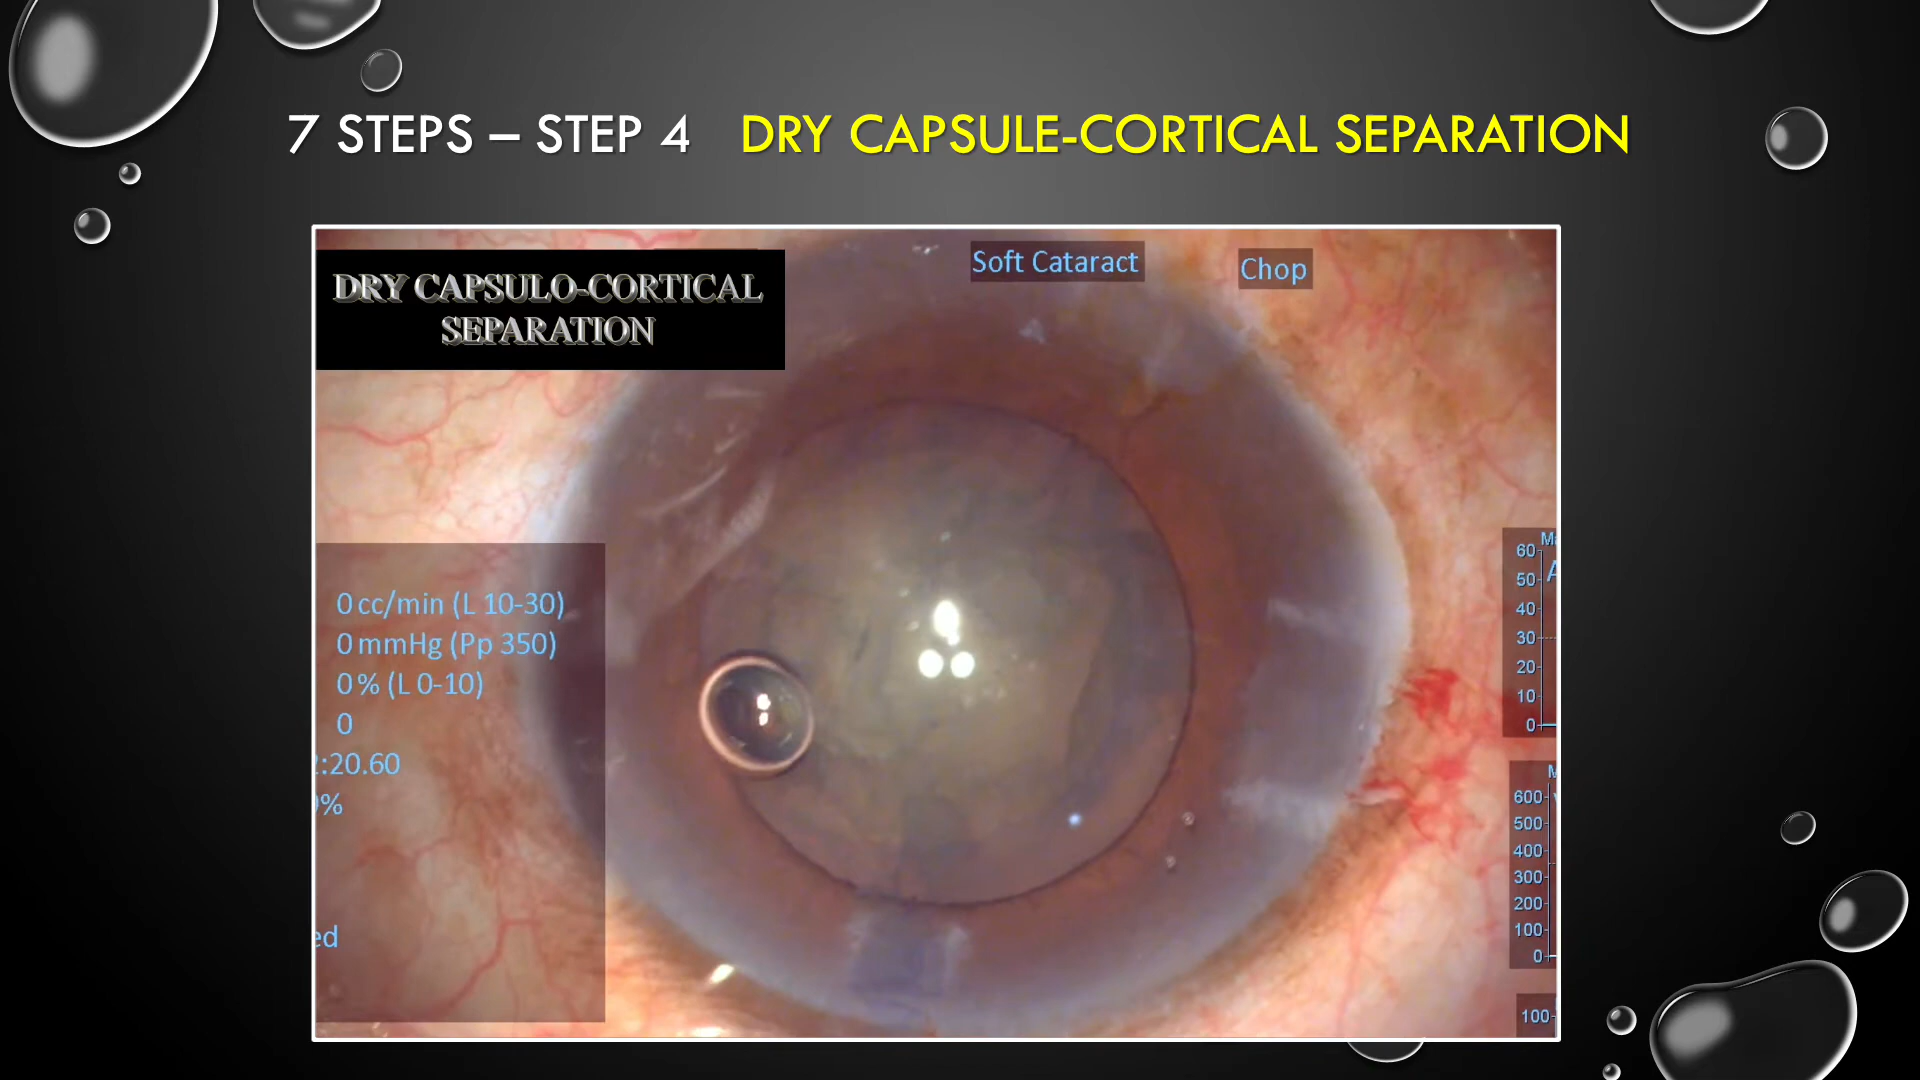 7 STEPS – STEP 4 DRY CAPSULE-CORTICAL SEPARATION
DRY CAPSULO-CORTICAL
SEPARATION
Soft Cataract
Chop
0 cc/min (L 10-30)
0 mmHg (Pp 350)
0 % (L 0-10)
0
:20.60
%
ed
60
50
40
30
20
10
0
600
500
400
300
200
100
0
100